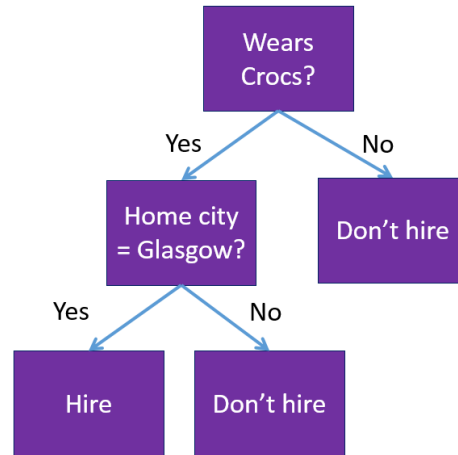 Wears
Crocs?
Yes
No
Home city
= Glasgow?
Don’t hire
Yes
No
Hire
Don’t hire